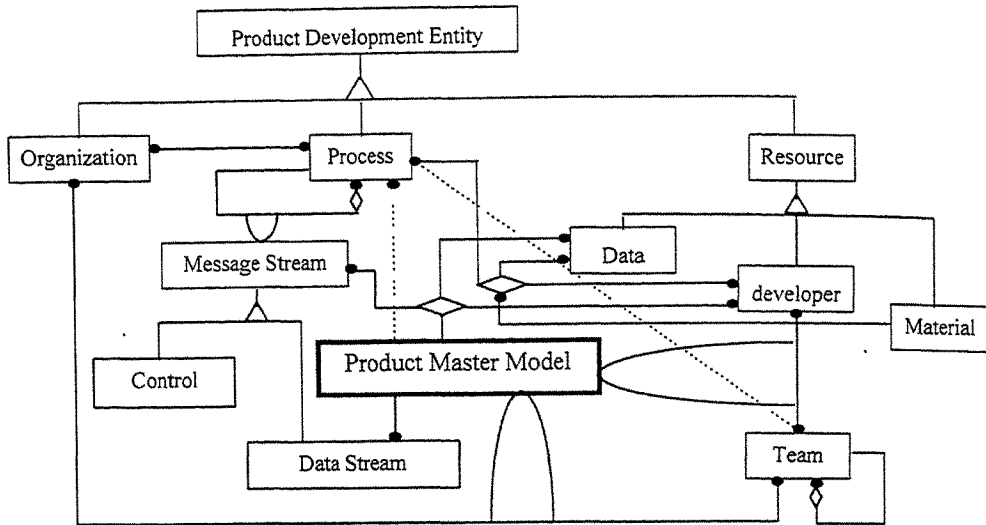 Product Development Entity
Organization
Process
Resource
Message Stream
Data
developer
Material
Product Master Model
Control
Data Stream
Team